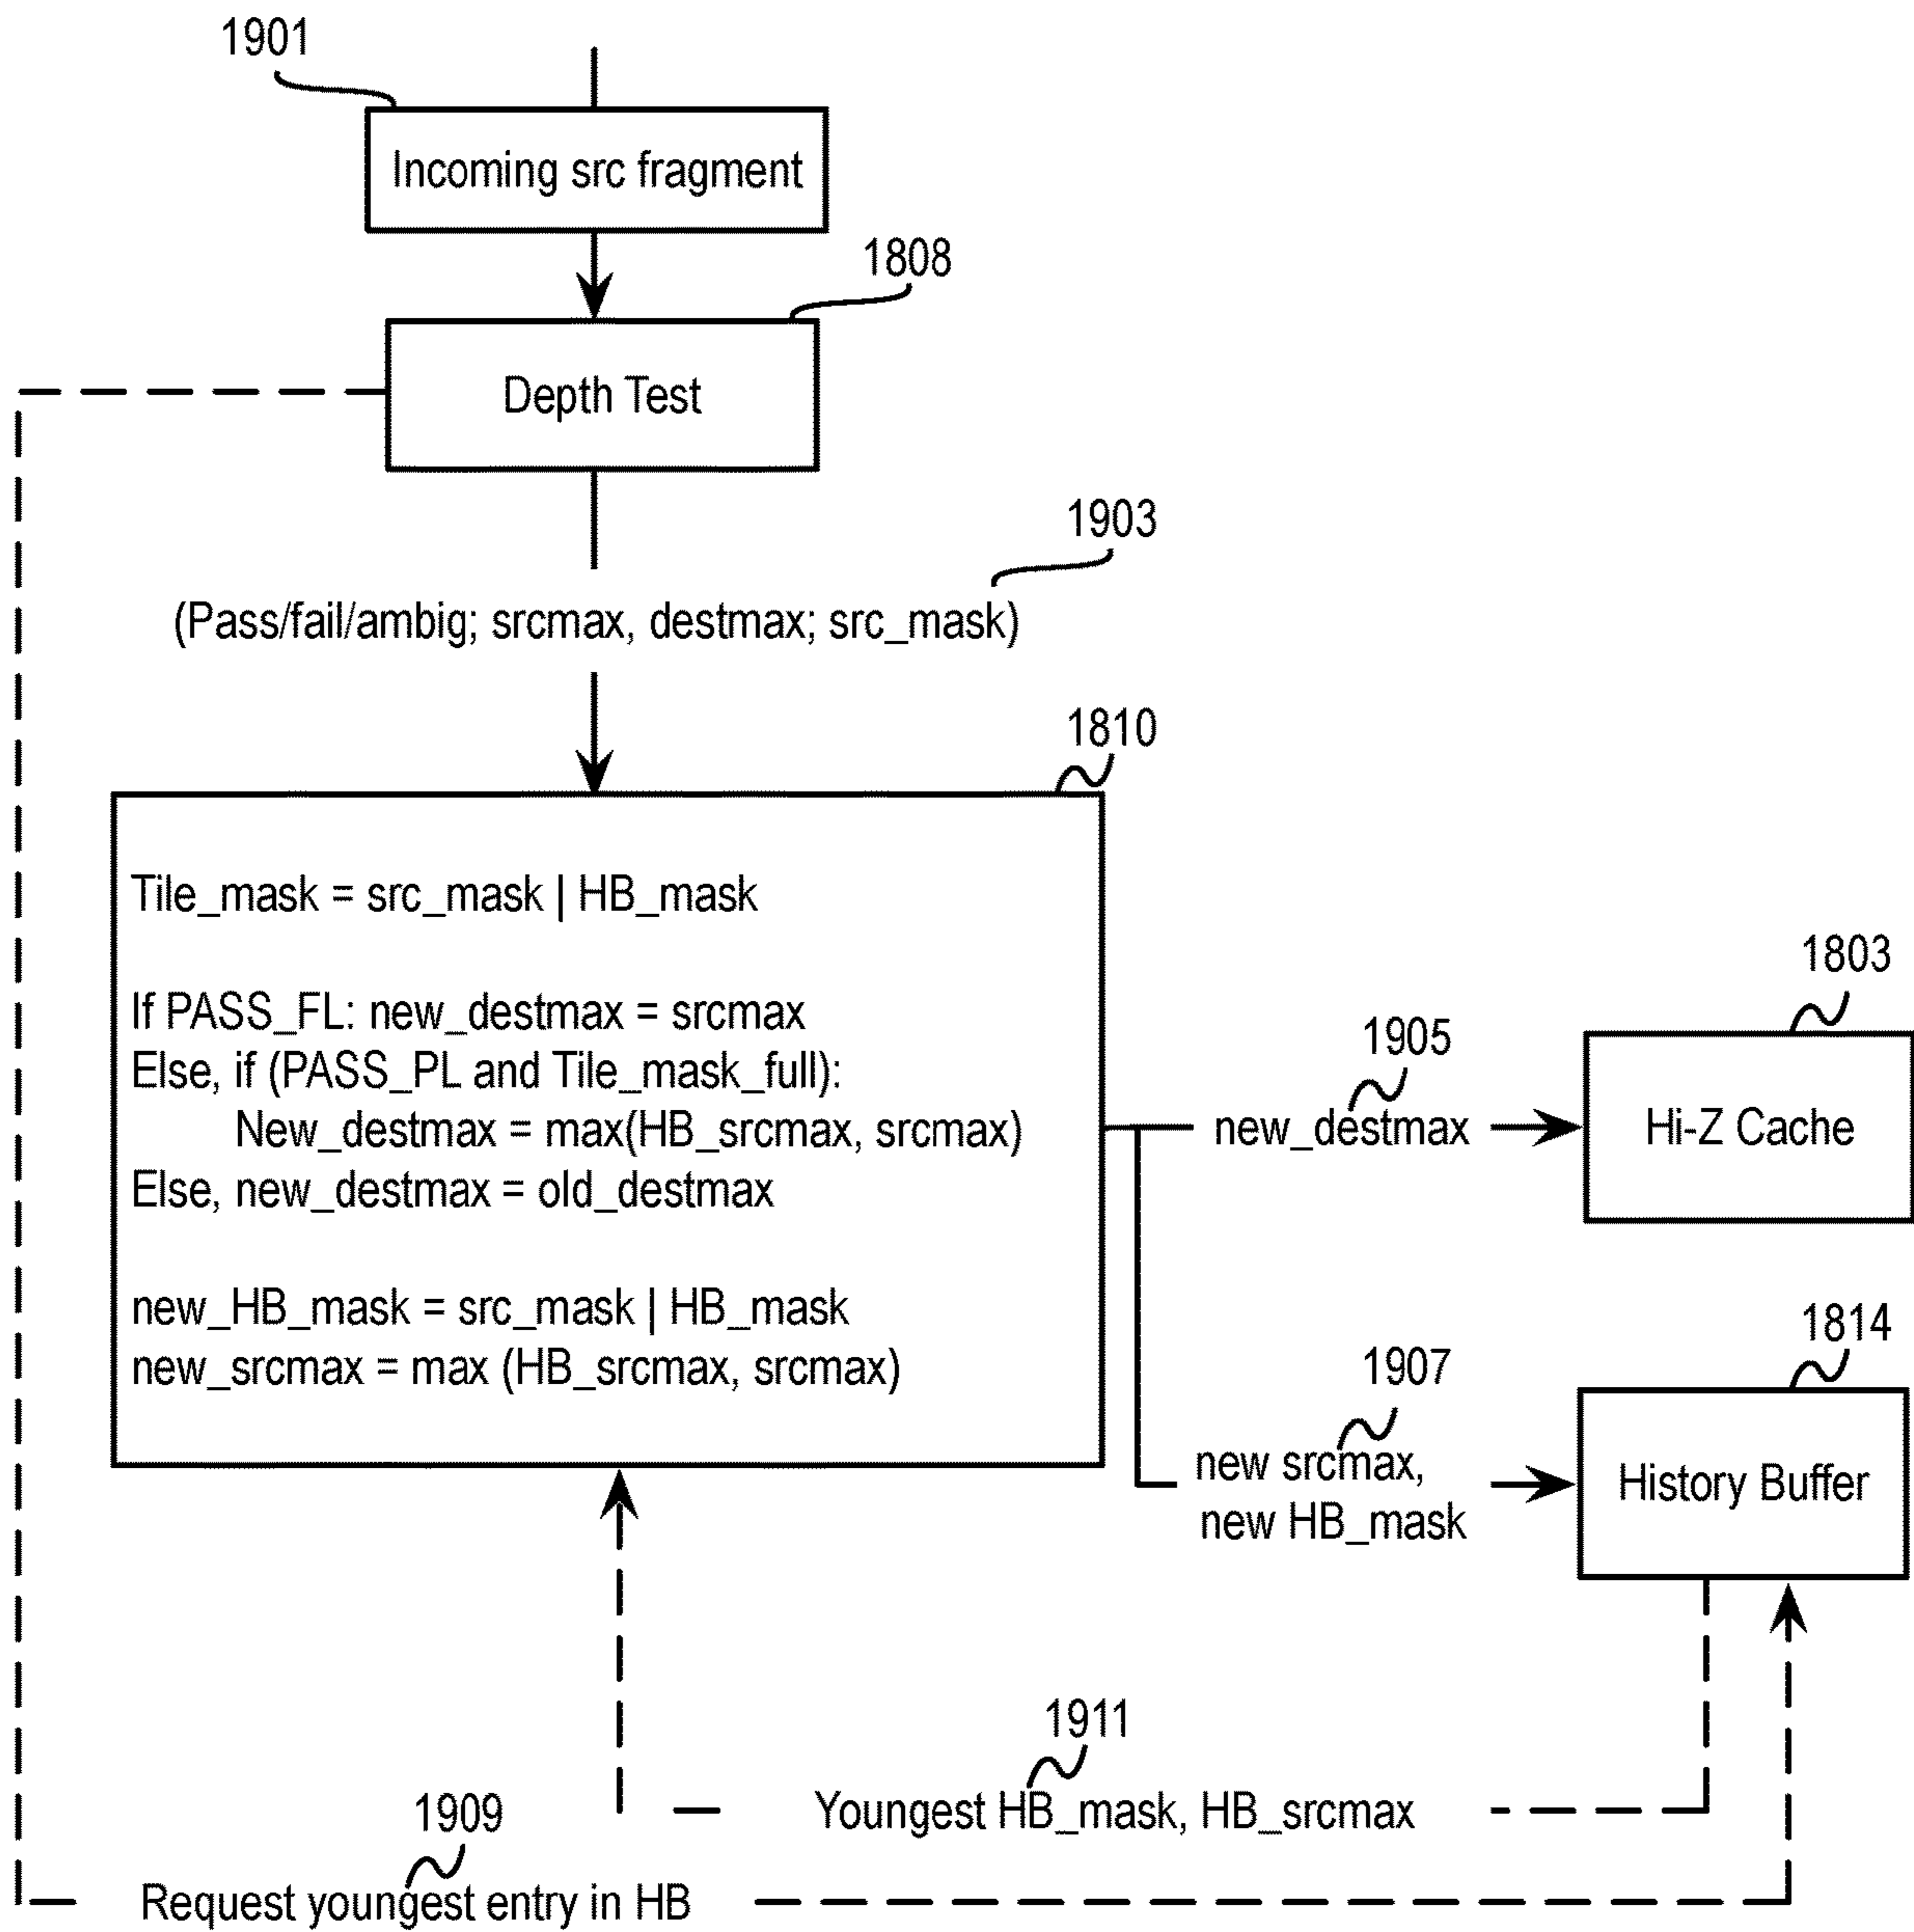 1901
Incoming src fragment
1808
Depth Test
1903
(Pass/fail/ambig; srcmax, destmax; src_mask)
1810
Tile_mask = src_mask | HB_mask
If PASS_FL: new_destmax = srcmax
Else, if (PASS_PL and Tile_mask_full):
New_destmax = max(HB_srcmax, srcmax)
Else, new_destmax = old_destmax
new_HB_mask = src_mask | HB_mask
new_srcmax = max (HB_srcmax, srcmax)
1905
new_destmax
1803
Hi-Z Cache
1907
new srcmax,
new HB_mask
1814
History Buffer
1911
Youngest HB_mask, HB_srcmax
1909
Request youngest entry in HB